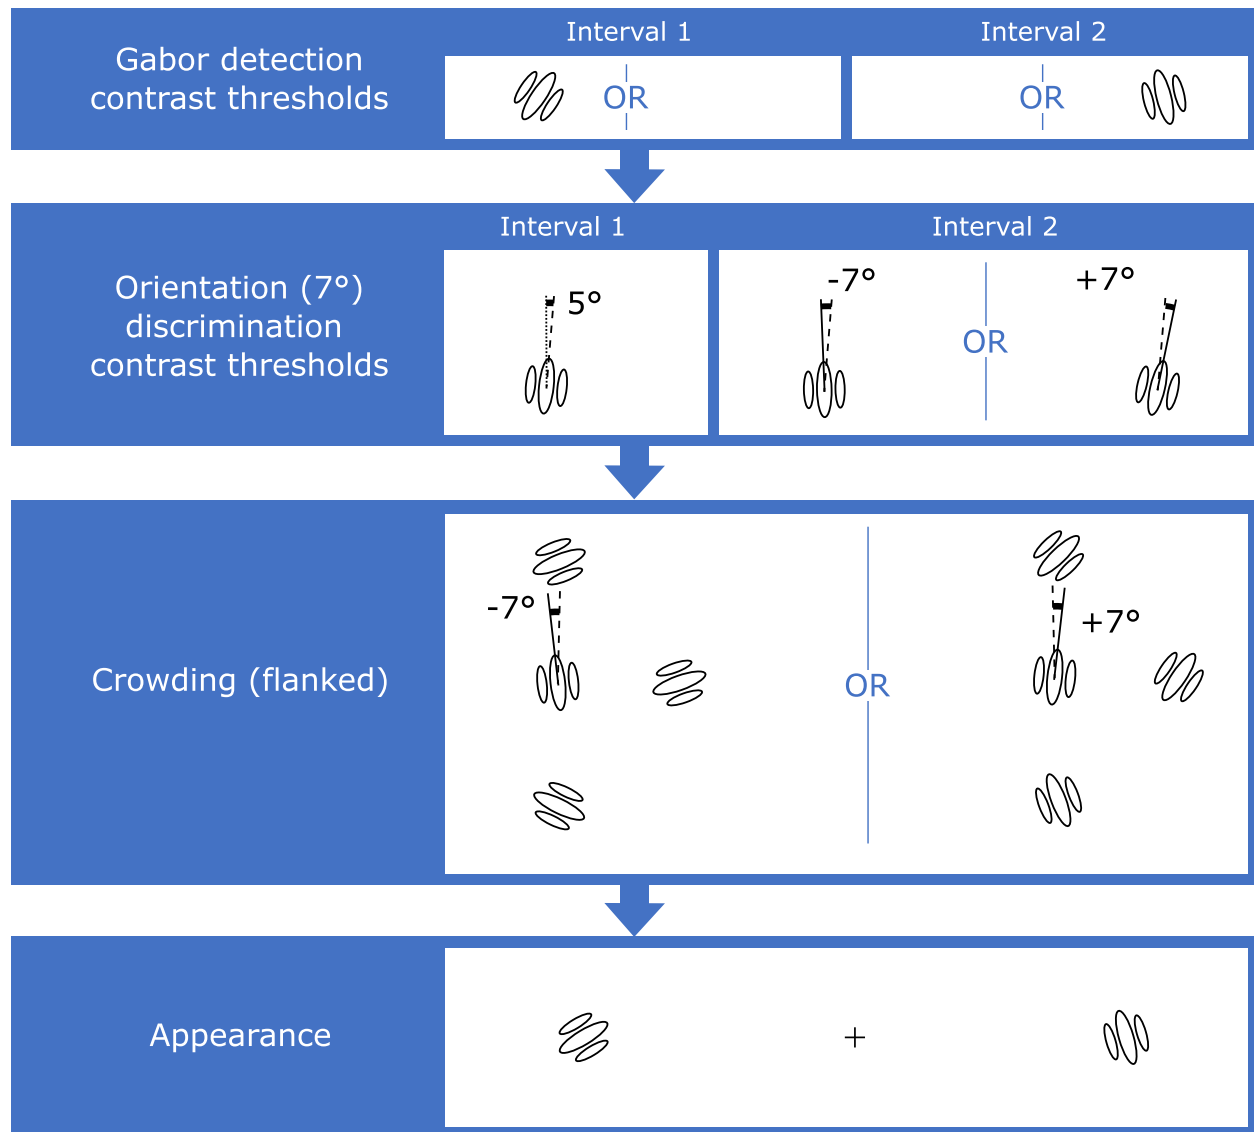 Interval 1
Interval 2
Gabor detection
contrast thresholds
OR
OR
Interval 1
Interval 2
Orientation (7°)
discrimination
contrast thresholds
5°
-7°
OR
+7°
Crowding (flanked)
-7°
OR
+7°
Appearance
+